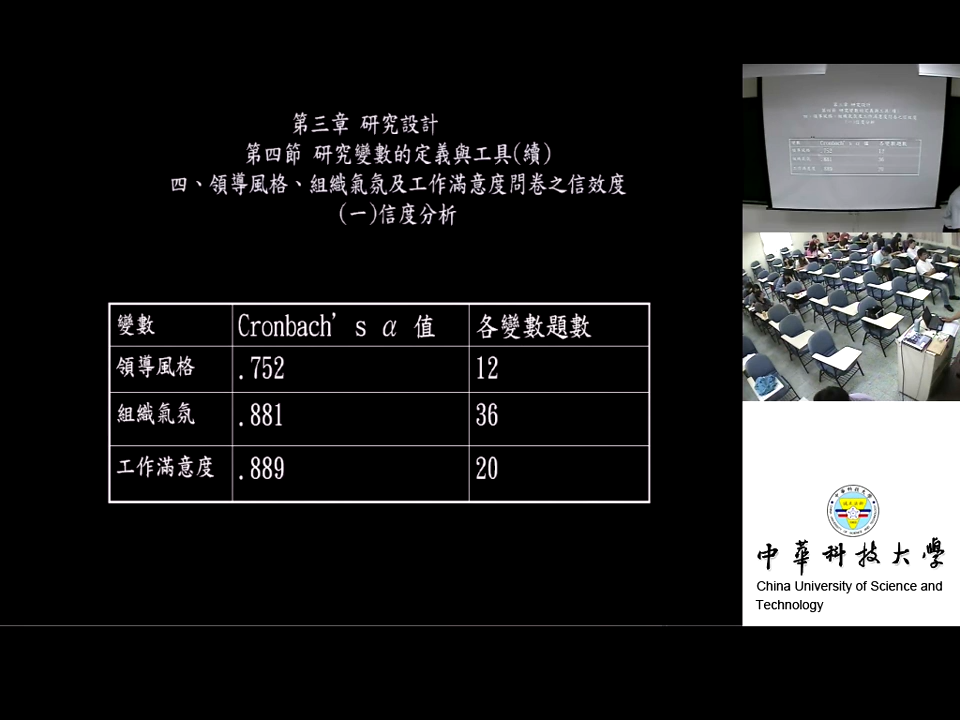 第三章 研究設計
第四節 研究變數的定義與工具(續)
四、領導風格、組織氣氛及工作滿意度問卷之信效度
(一)信度分析
變數 Cronbach's α 值 各變數題數
領導風格 .752 12
組織氣氛 .881 36
工作滿意度 .889 20
中華科技大學
China University of Science and
Technology